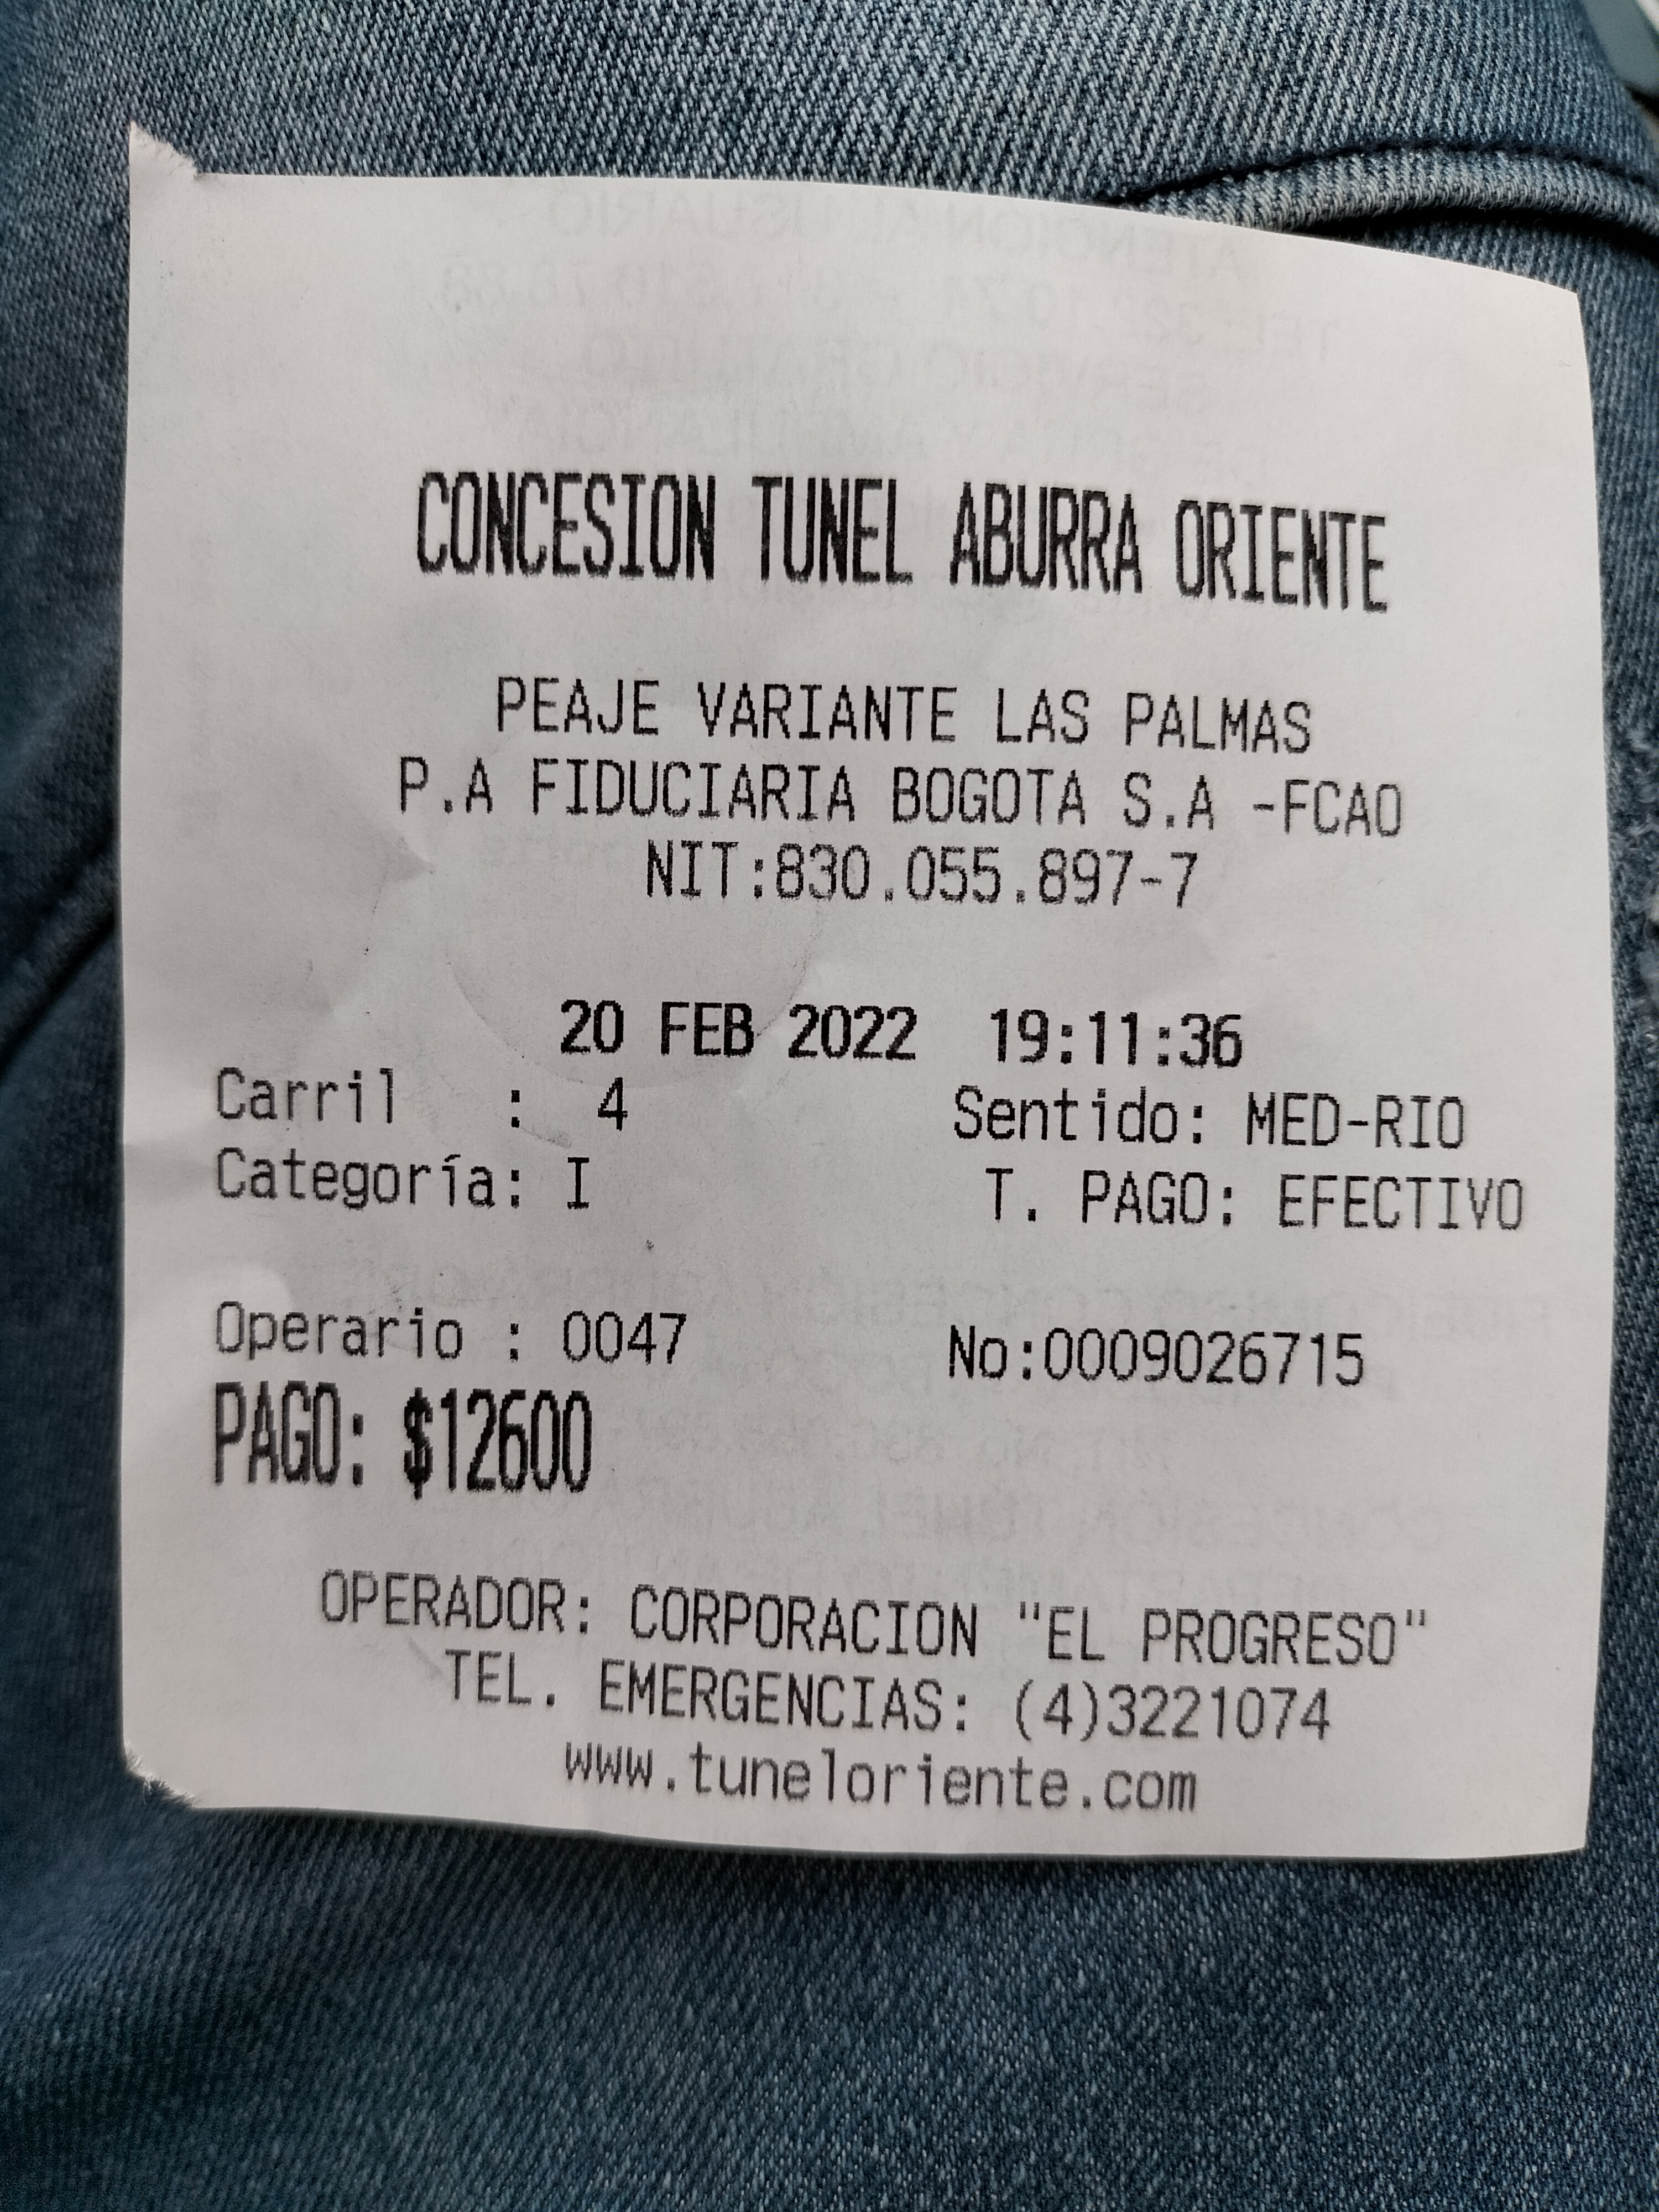 CONCESION TUNEL ABURRA ORIENTE
PEAJE VARIANTE LAS PALMAS
P.A FIDUCIARIA BOGOTA S.A -FCAO
NIT:830.055.897-7
20 FEB 2022 19:11:36
Carril : 4 Sentido: MED-RIO
Categoría: I T. PAGO: EFECTIVO
Operario : 0047 No:0009026715
PAGO: $12600
OPERADOR: CORPORACION "EL PROGRESO"
TEL. EMERGENCIAS: (4)3221074
www.tuneloriente.com